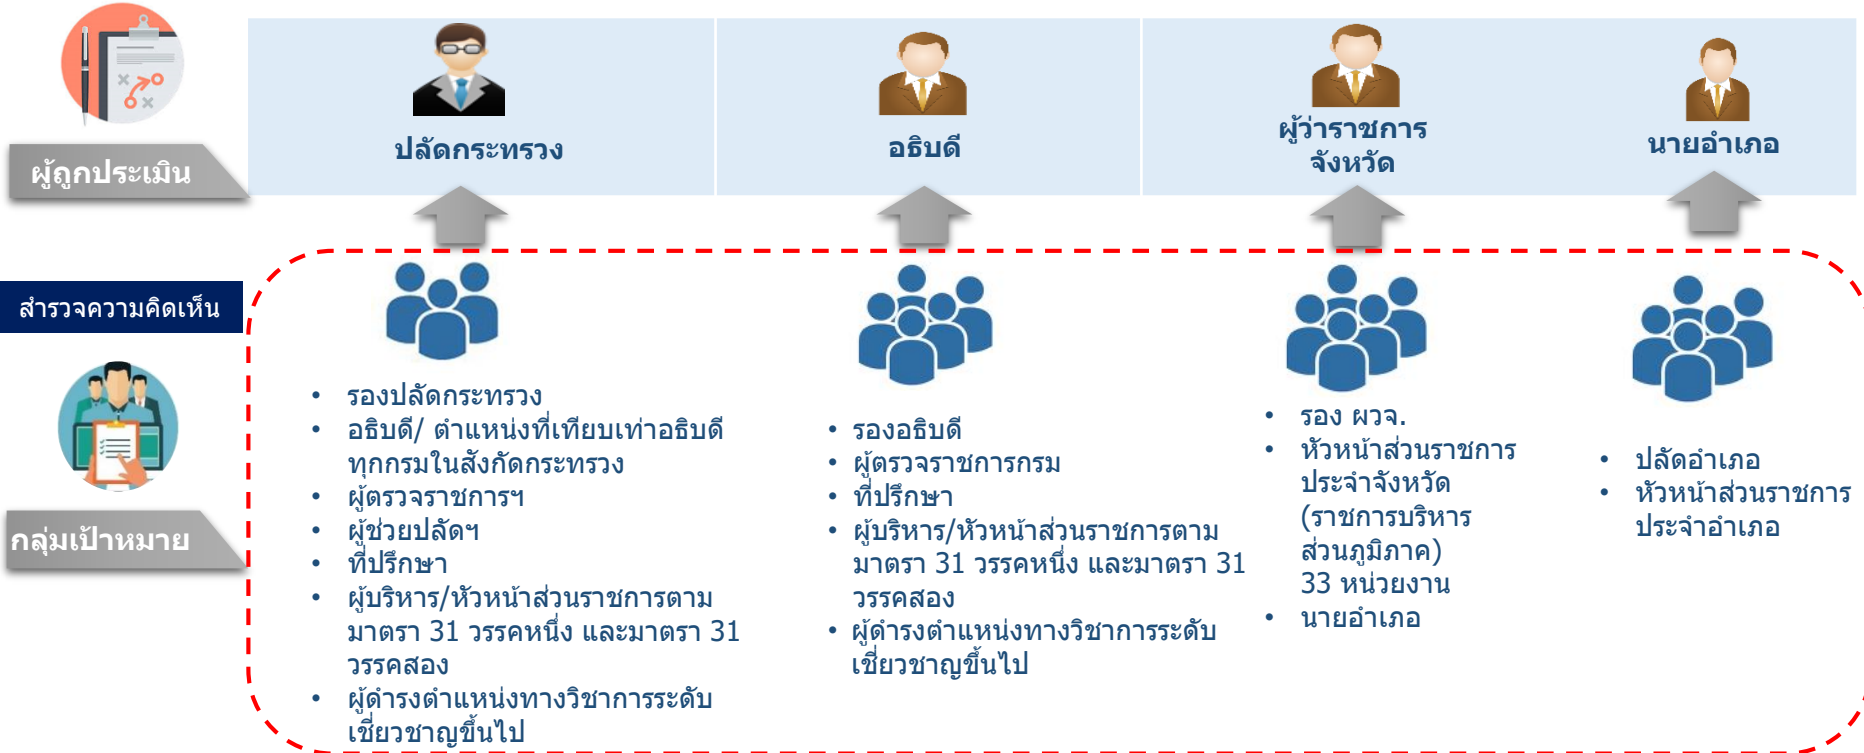 ผู้ถูกประเมิน
ปลัดกระทรวง
อธิบดี
ผู้ว่าราชการ
จังหวัด
นายอำเภอ
สำรวจความคิดเห็น
กลุ่มเป้าหมาย
• รองปลัดกระทรวง
• อธิบดี/ ตำแหน่งที่เทียบเท่าอธิบดี
ทุกกรมในสังกัดกระทรวง
• ผู้ตรวจราชการฯ
• ผู้ช่วยปลัดฯ
• ที่ปรึกษา
• ผู้บริหาร/หัวหน้าส่วนราชการตาม
มาตรา 31 วรรคหนึ่ง และมาตรา 31
วรรคสอง
• ผู้ดำรงตำแหน่งทางวิชาการระดับ
เชี่ยวชาญขึ้นไป
• รองอธิบดี
• ผู้ตรวจราชการกรม
• ที่ปรึกษา
• ผู้บริหาร/หัวหน้าส่วนราชการตาม
มาตรา 31 วรรคหนึ่ง และมาตรา 31
วรรคสอง
• ผู้ดำรงตำแหน่งทางวิชาการระดับ
เชี่ยวชาญขึ้นไป
• รอง ผวจ.
• หัวหน้าส่วนราชการ
ประจำจังหวัด
(ราชการบริหาร
ส่วนภูมิภาค)
33 หน่วยงาน
• นายอำเภอ
• ปลัดอำเภอ
• หัวหน้าส่วนราชการ
ประจำอำเภอ